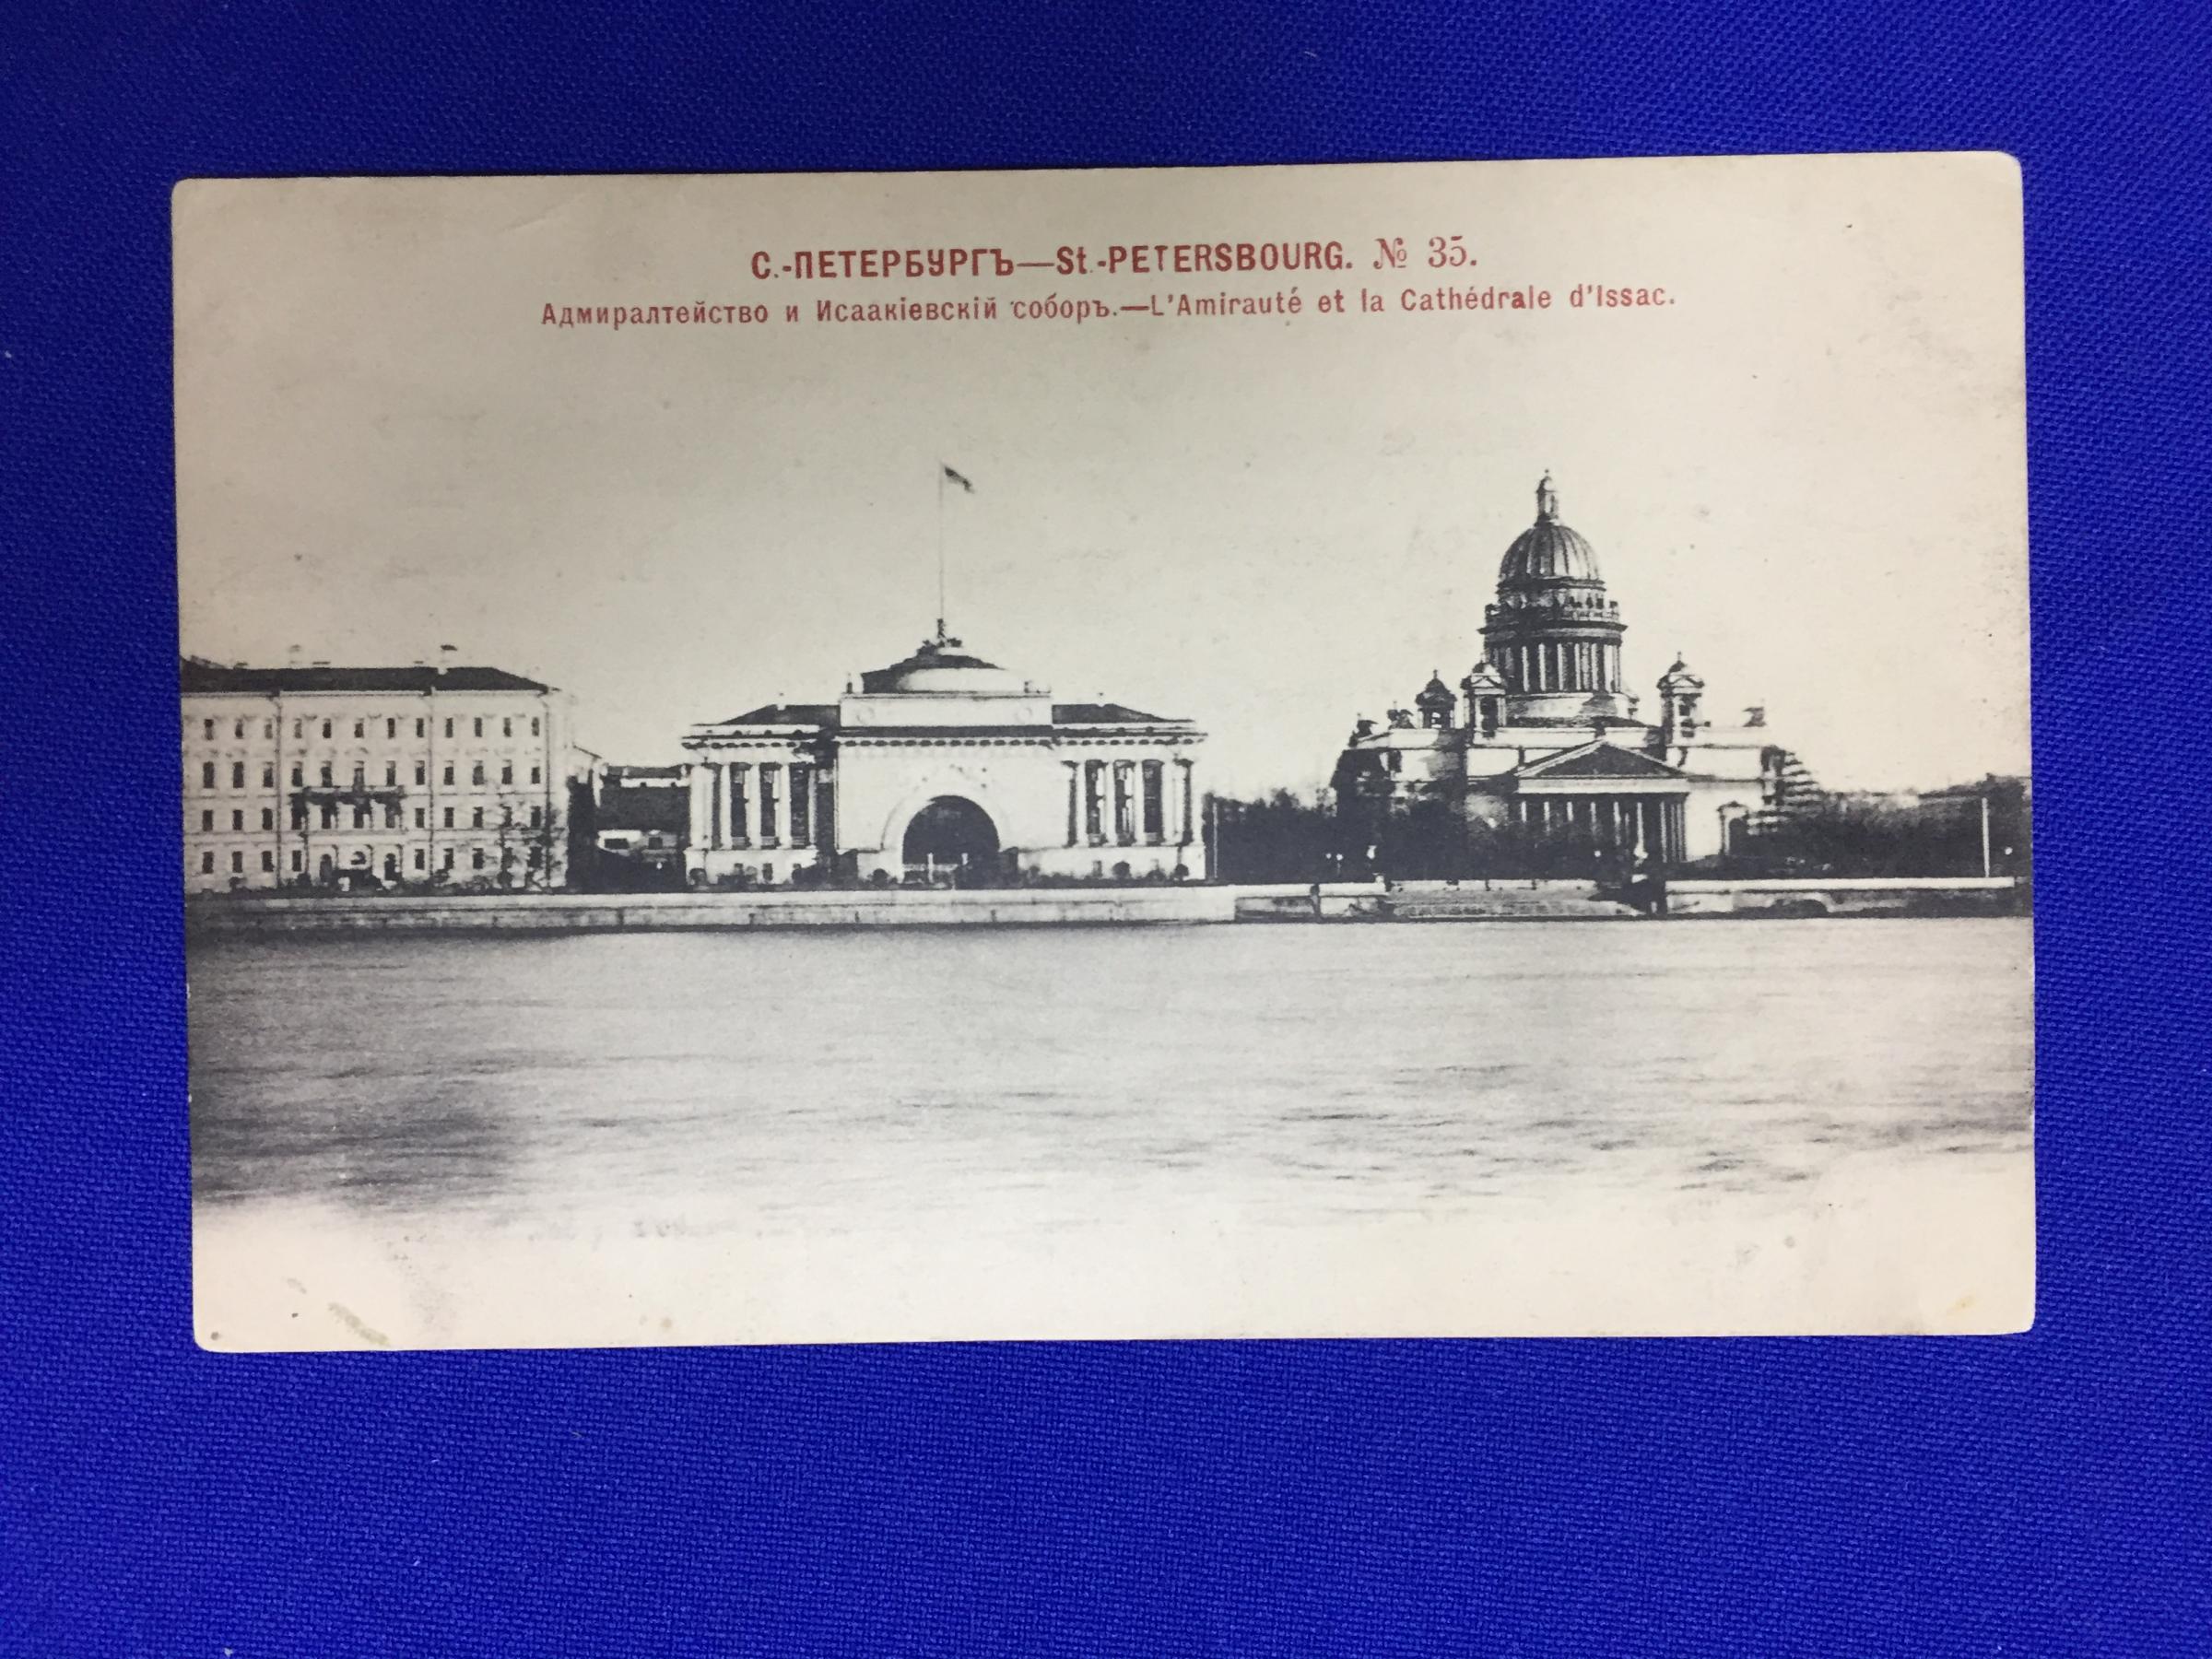 С.-ПЕТЕРБУРГЪ—St.-PETERSBOURG. № 35.
Адмиралтейство и Исаакіевскій соборъ.—L'Amirauté et la Cathédrale d'Issac.